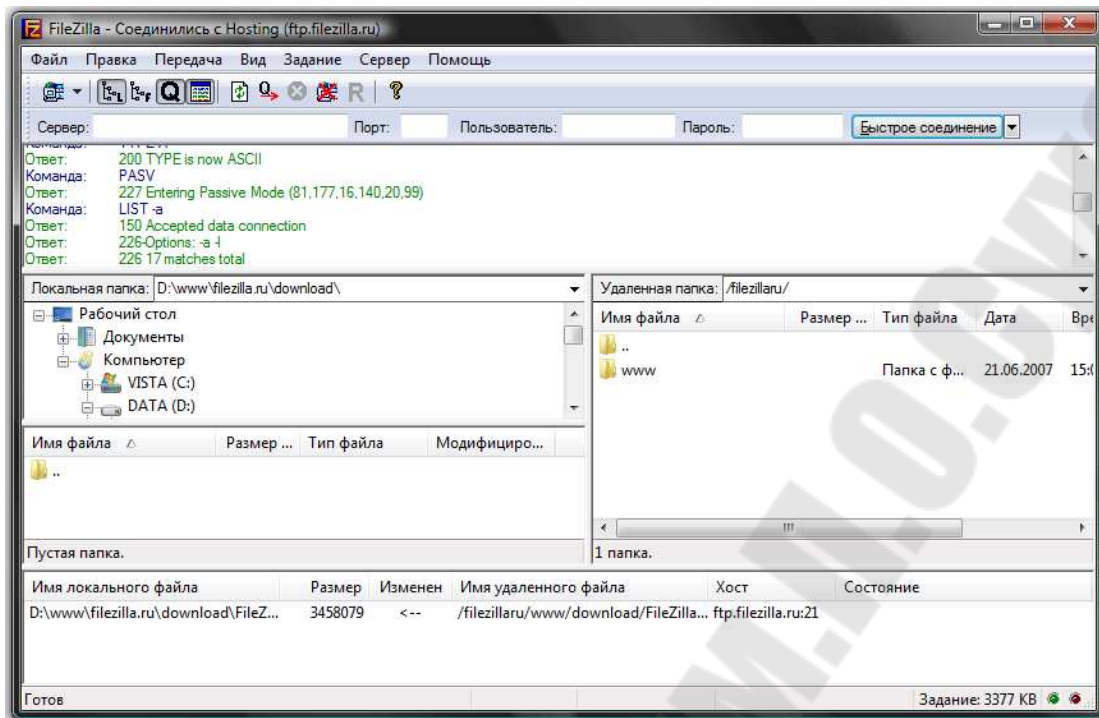 FileZilla - Соединились с Hosting (ftp.filezilla.ru)
Файл Правка Передача Вид Задание Сервер Помощь
Сервер: Порт: Пользователь: Пароль: Быстрое соединение
Ответ: 200 TYPE is now ASCII
Команда: PASV
Ответ: 227 Entering Passive Mode (81,177,16,140,20,99)
Команда: LIST -a
Ответ: 150 Accepted data connection
Ответ: 226-Options: -a -l
Ответ: 226 17 matches total
Локальная папка: D:\www\filezilla.ru\download\
Рабочий стол
Документы
Компьютер
VISTA (C:)
DATA (D:)
Имя файла Размер ... Тип файла Модифициро...
..
Пустая папка.
Удаленная папка: /filezillaru/
Имя файла Размер ... Тип файла Дата Вре
..
www Папка с ф... 21.06.2007 15:0
1 папка.
Имя локального файла Размер Изменен Имя удаленного файла Хост Состояние
D:\www\filezilla.ru\download\FileZ... 3458079 <-- /filezillaru/www/download/FileZilla... ftp.filezilla.ru:21
Готов Задание: 3377 KB